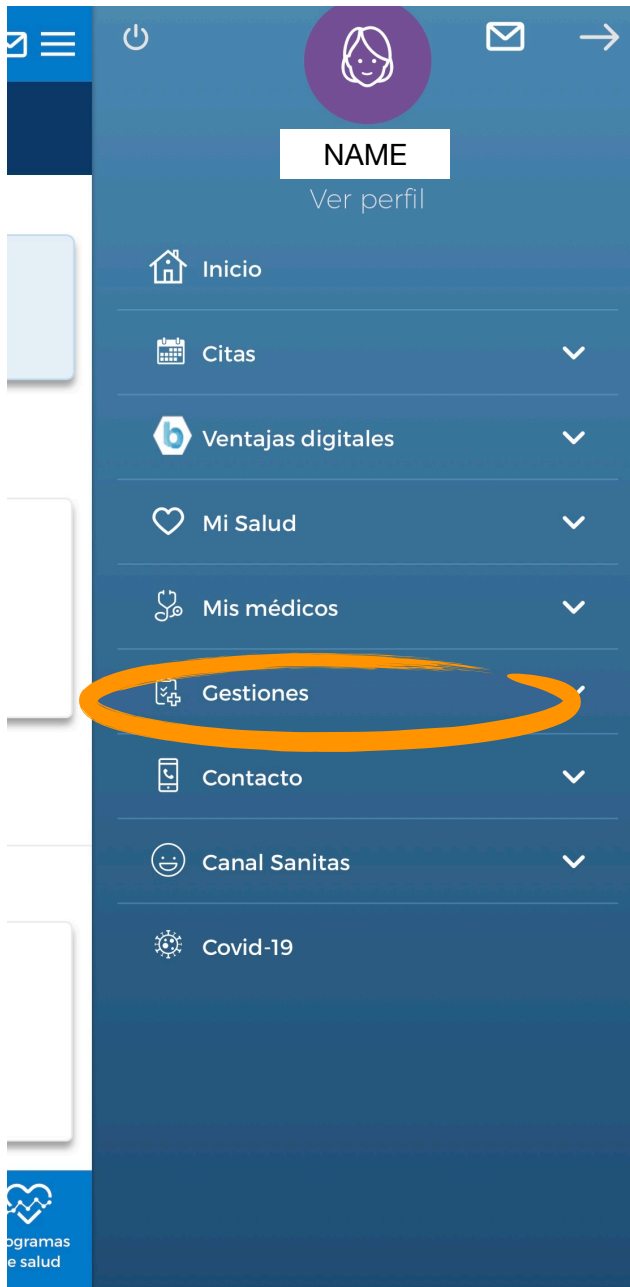 NAME
Ver perfil
Inicio
Citas
b
Ventajas digitales
Mi Salud
Mis médicos
Gestiones
Contacto
Canal Sanitas
Covid-19
ogramas
e salud